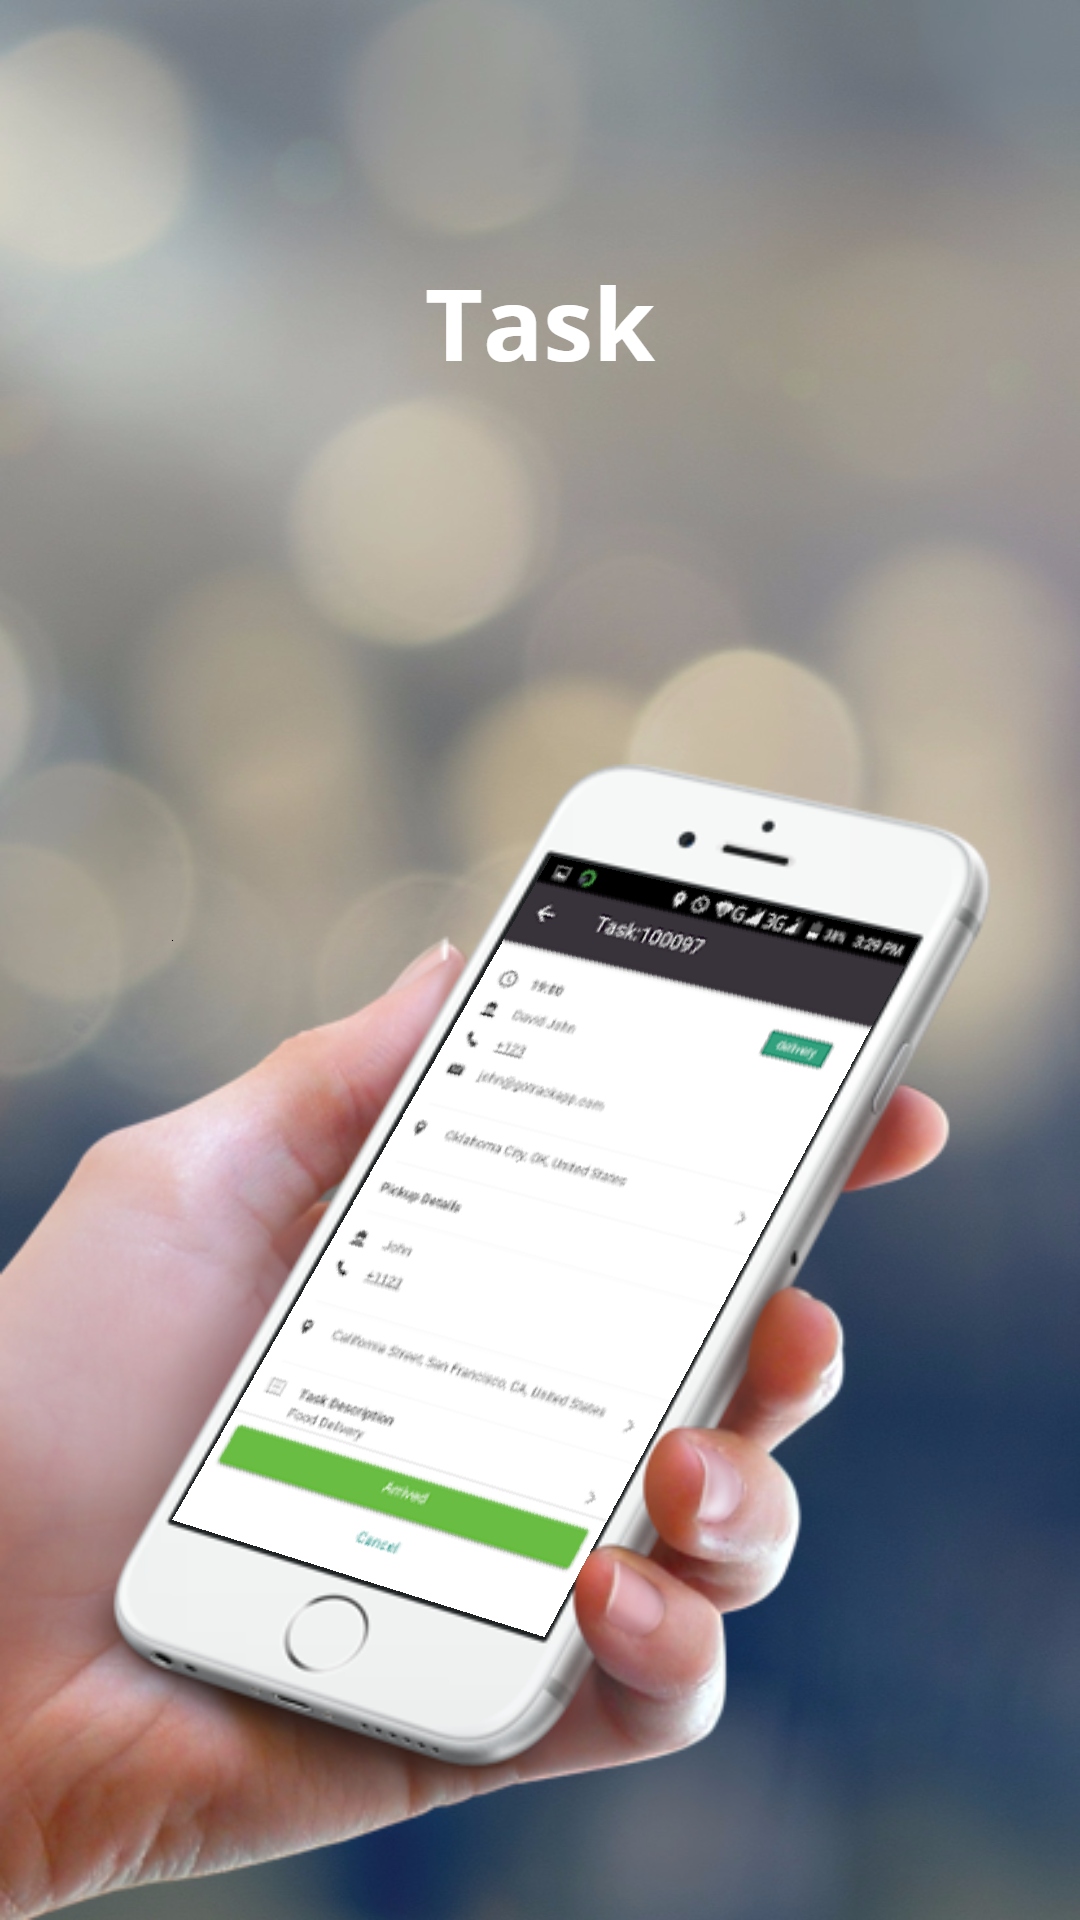 Task
G 3G 38% 3:29 PM
Task:100097
19:00
David John
Delivery
+123
john@gotrackapp.com
Oklahoma City, OK, United States
Pickup Details
John
+1123
California Street, San Francisco, CA, United States
Task Description
Food Delivery
Arrived
Cancel